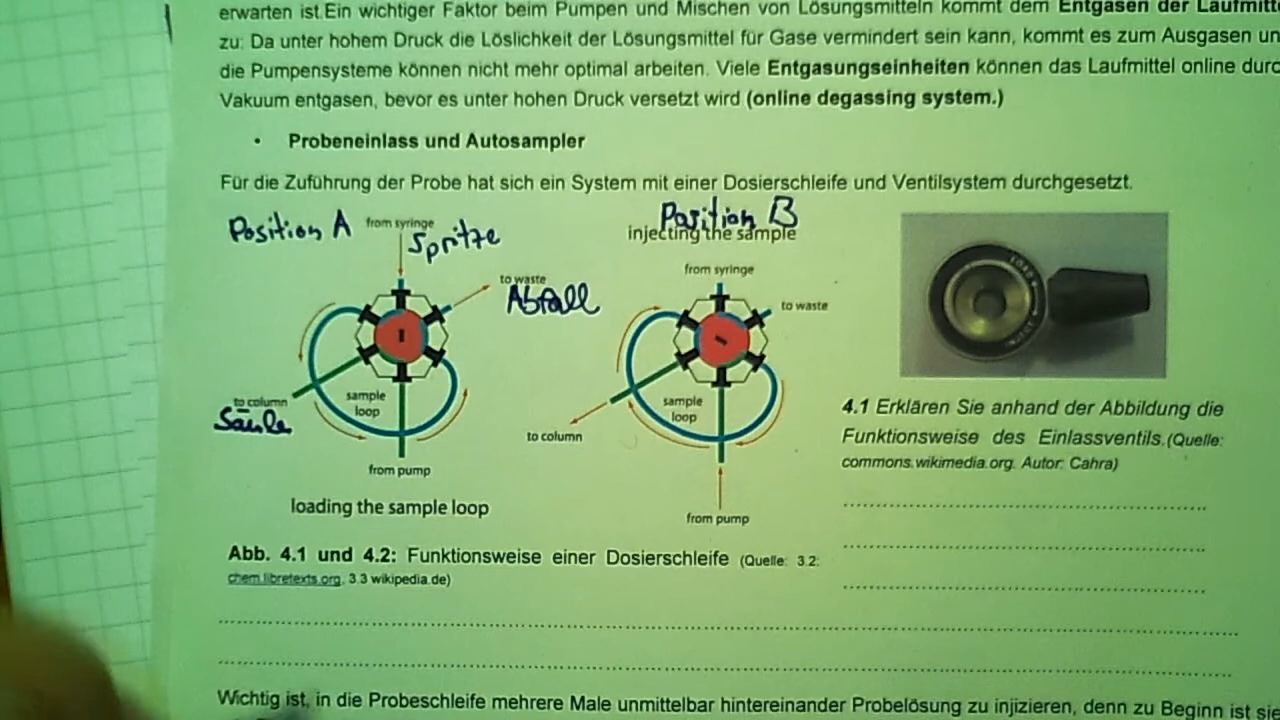 erwarten ist.Ein wichtiger Faktor beim Pumpen und Mischen von Lösungsmitteln kommt dem Entgasen der Laufmitt
zu: Da unter hohem Druck die Löslichkeit der Lösungsmittel für Gase vermindert sein kann, kommt es zum Ausgasen un
die Pumpensysteme können nicht mehr optimal arbeiten. Viele Entgasungseinheiten können das Laufmittel online durc
Vakuum entgasen, bevor es unter hohen Druck versetzt wird (online degassing system.)
• Probeneinlass und Autosampler
Für die Zuführung der Probe hat sich ein System mit einer Dosierschleife und Ventilsystem durchgesetzt.
Position A
from syringe
Spritze
to waste
Abfall
to column
Säule
sample
loop
from pump
loading the sample loop
Position B
injecting the sample
from syringe
to waste
sample
loop
to column
from pump
4.1 Erklären Sie anhand der Abbildung die
Funktionsweise des Einlassventils.(Quelle:
commons.wikimedia.org. Autor: Cahra)
Abb. 4.1 und 4.2: Funktionsweise einer Dosierschleife (Quelle: 3.2:
chem.libretexts.org, 3.3 wikipedia.de)
Wichtig ist, in die Probeschleife mehrere Male unmittelbar hintereinander Probelösung zu injizieren, denn zu Beginn ist sie